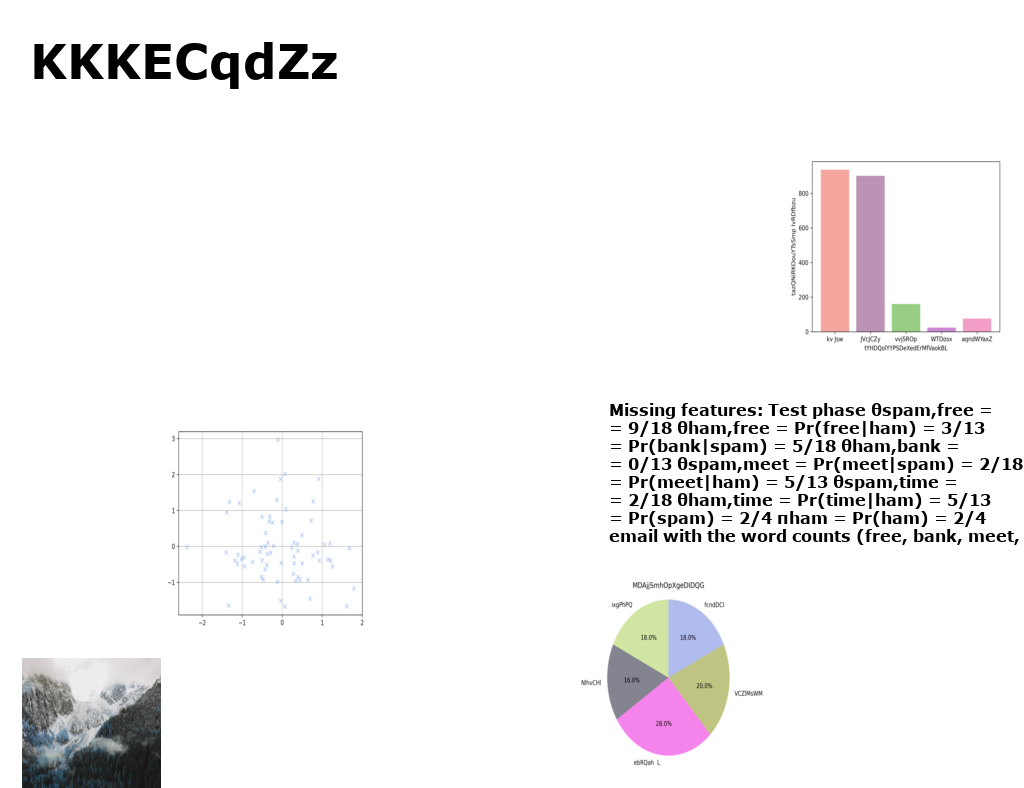 KKKECqdZz
800
600
400
200
0
kv Jsw
JVcJCZy
vvjSROp
WTDosx
aqndWYaxZ
Missing features: Test phase θspam,free =
= 9/18 θham,free = Pr(free|ham) = 3/13
= Pr(bank|spam) = 5/18 θham,bank =
= 0/13 θspam,meet = Pr(meet|spam) = 2/18
= Pr(meet|ham) = 5/13 θspam,time =
= 2/18 θham,time = Pr(time|ham) = 5/13
= Pr(spam) = 2/4 πham = Pr(ham) = 2/4
email with the word counts (free, bank, meet,
3
2
1
0
−1
−2
−1
0
1
2
MDAjjSmhOpXgeDIDQG
ixgPhPQ
fcndDCI
18.0%
18.0%
16.0%
20.0%
VCZIMsWM
28.0%
ebRQah L